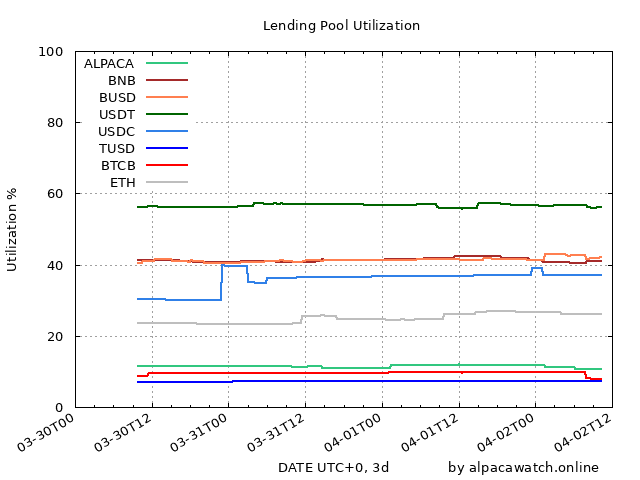 Lending Pool Utilization
Utilization %
100
80
60
40
20
0
ALPACA
BNB
BUSD
USDT
USDC
TUSD
BTCB
ETH
03-30T00
03-30T12
03-31T00
03-31T12
04-01T00
04-01T12
04-02T00
04-02T12
DATE UTC+0, 3d
by alpacawatch.online